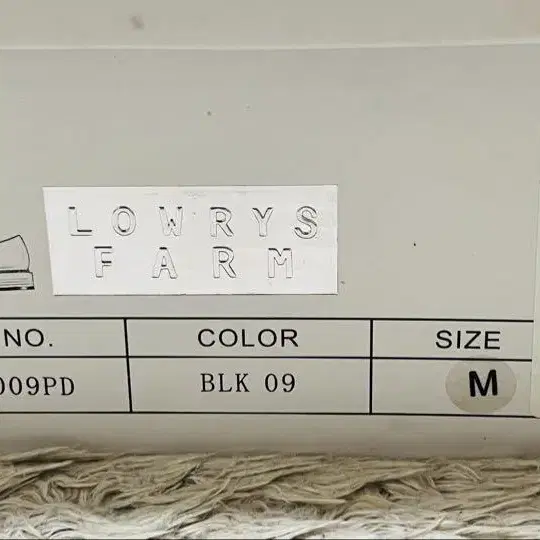 LOWRYS
FARM
NO. COLOR SIZE
009PD BLK 09 M